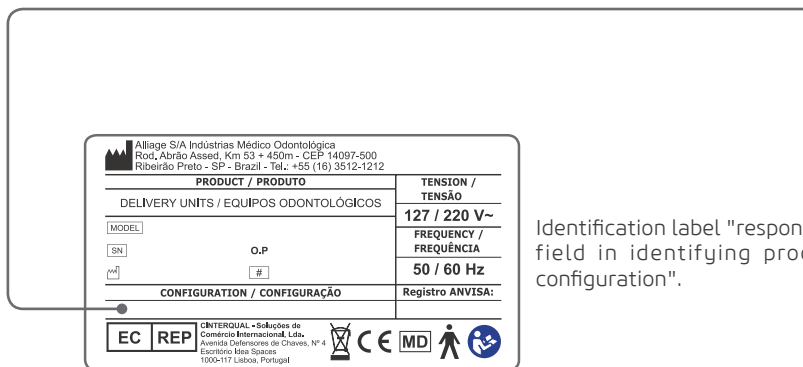 Alliage S/A Indústrias Médico Odontológica
Rod. Abrão Assed, Km 53 + 450m - CEP 14097-500
Ribeirão Preto - SP - Brazil - Tel.: +55 (16) 3512-1212
PRODUCT / PRODUTO
DELIVERY UNITS / EQUIPOS ODONTOLÓGICOS
MODEL
SN
O.P
#
CONFIGURATION / CONFIGURAÇÃO
TENSION /
TENSÃO
127 / 220 V~
FREQUENCY /
FREQUÊNCIA
50 / 60 Hz
Registro ANVISA:
EC REP
CINTERQUAL - Soluções de
Comércio Internacional, Lda.
Avenida Defensores de Chaves, Nº 4
Escritório Idea Spaces
1000-117 Lisboa, Portugal
CE
MD
Identification label "respon
field in identifying
configuration".